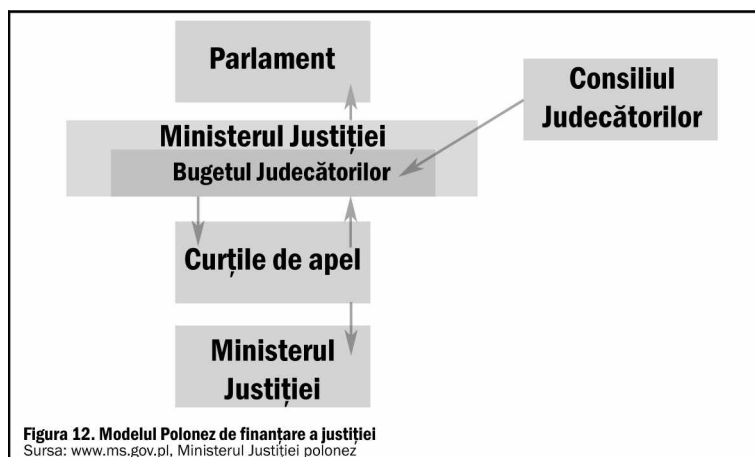 Parlament
Consiliul
Judecătorilor
Ministerul Justiției
Bugetul Judecătorilor
Curțile de apel
Ministerul
Justiției
Figura 12. Modelul Polonez de finanțare a justiției
Sursa: www.ms.gov.pl, Ministerul Justiției polonez